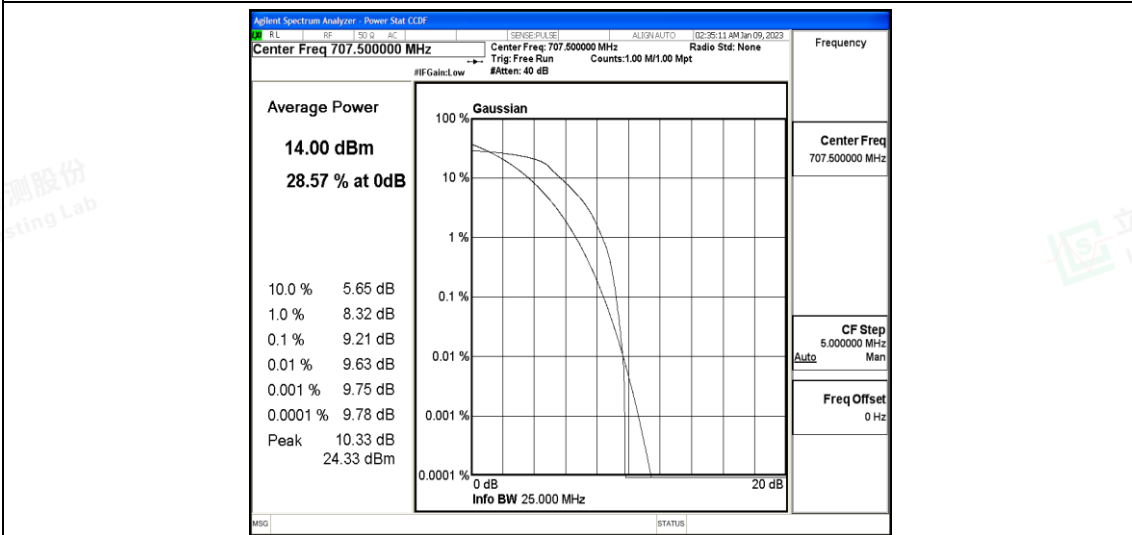 Agilent Spectrum Analyzer - Power Stat CCDF
RL RF 50 Ω AC SENSE:PULSE ALIGN AUTO 02:35:11 AM Jan 09, 2023
Center Freq 707.500000 MHz
Center Freq: 707.500000 MHz Radio Std: None
Trig: Free Run Counts:1.00 M/1.00 Mpt
#IFGain:Low #Atten: 40 dB
Frequency
Average Power
14.00 dBm
28.57 % at 0dB
10.0 % 5.65 dB
1.0 % 8.32 dB
0.1 % 9.21 dB
0.01 % 9.63 dB
0.001 % 9.75 dB
0.0001 % 9.78 dB
Peak 10.33 dB
24.33 dBm
Gaussian
100 %
10 %
1 %
0.1 %
0.01 %
0.001 %
0.0001 %
0 dB 20 dB
Info BW 25.000 MHz
Center Freq
707.500000 MHz
CF Step
5.000000 MHz
Auto Man
Freq Offset
0 Hz
MSG STATUS
测股份
sting Lab
立